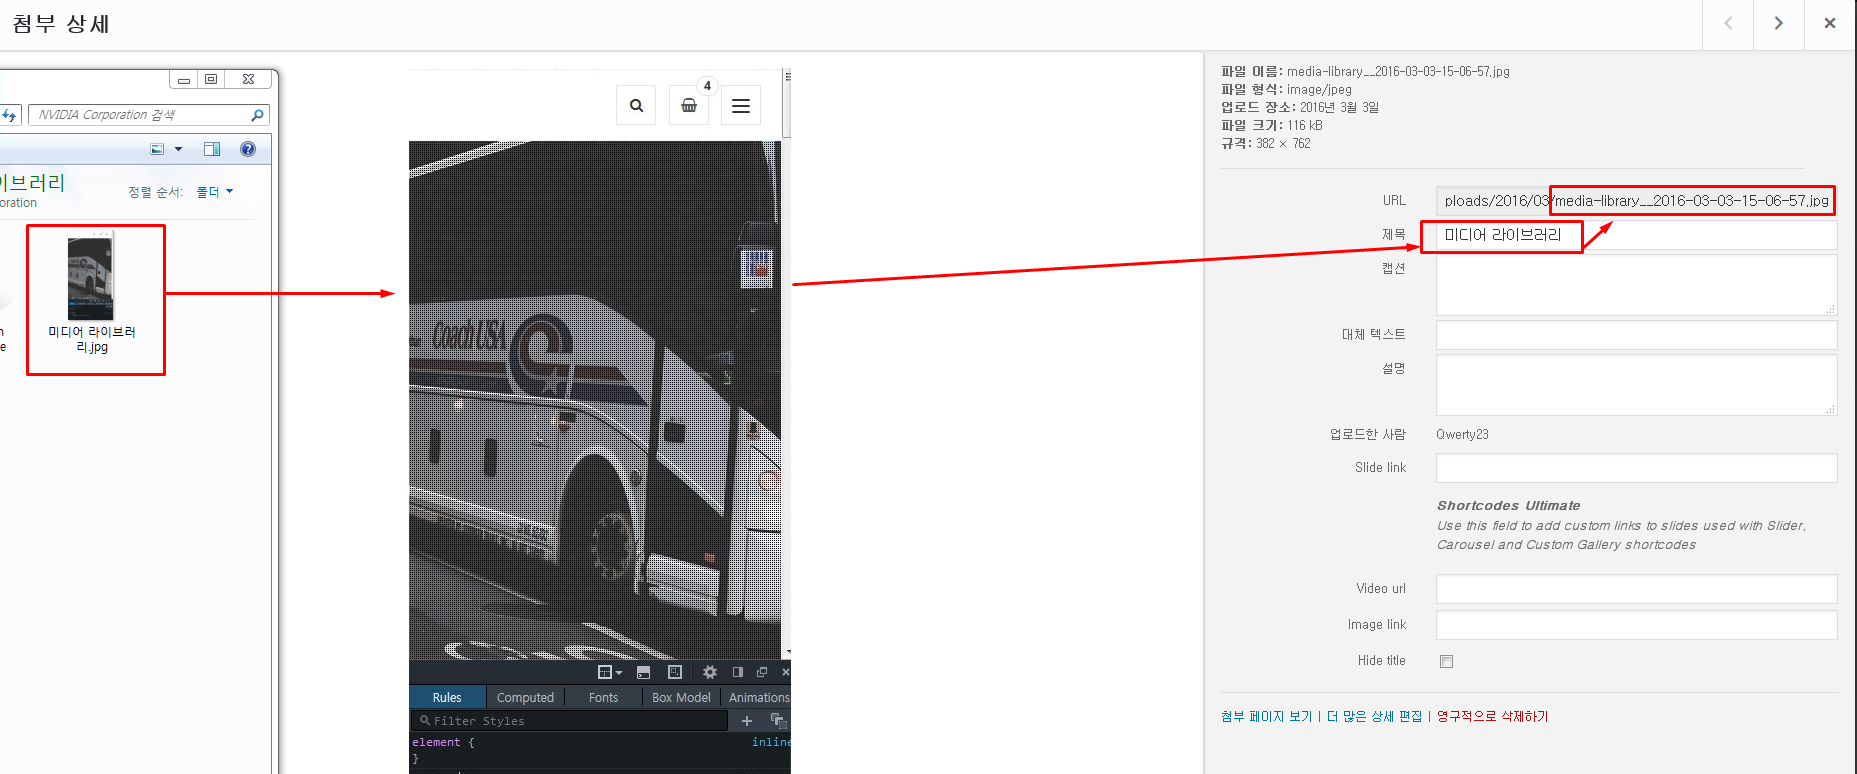 첨부 상세
NVIDIA Corporation 검색
이브러리
oration
정렬 순서: 폴더
미디어 라이브러
리.jpg
n
e
4
Coach USA
Rules
Computed
Fonts
Box Model
Animations
Filter Styles
element {
inline
}
파일 이름: media-library__2016-03-03-15-06-57.jpg
파일 형식: image/jpeg
업로드 장소: 2016년 3월 3일
파일 크기: 116 kB
규격: 382 × 762
URL ploads/2016/03/media-library__2016-03-03-15-06-57.jpg
제목 미디어 라이브러리
캡션
대체 텍스트
설명
업로드한 사람 Qwerty23
Slide link
Shortcodes Ultimate
Use this field to add custom links to slides used with Slider,
Carousel and Custom Gallery shortcodes
Video url
Image link
Hide title
첨부 페이지 보기 | 더 많은 상세 편집 | 영구적으로 삭제하기